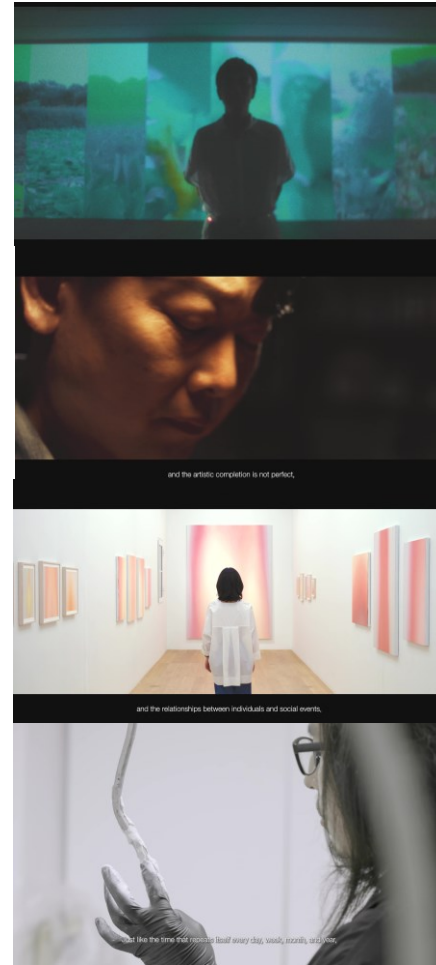 and the artistic completion is not perfect,
and the relationships between individuals and social events,
just like the time that repeats itself every day, week, month, and year,